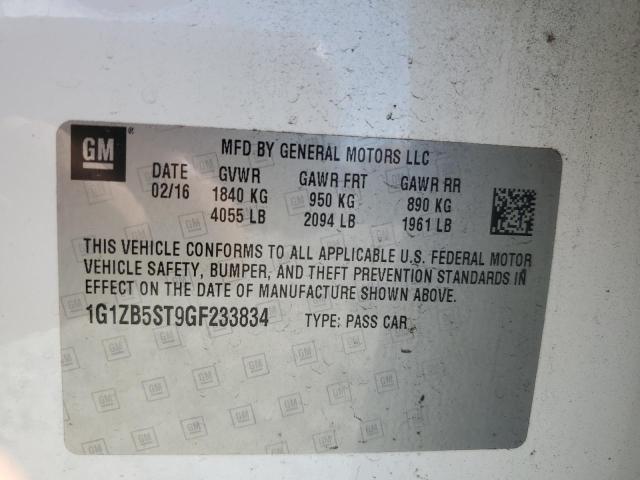 GM
MFD BY GENERAL MOTORS LLC
DATE GVWR GAWR FRT GAWR RR
02/16 1840 KG 950 KG 890 KG
4055 LB 2094 LB 1961 LB
THIS VEHICLE CONFORMS TO ALL APPLICABLE U.S. FEDERAL MOTOR
VEHICLE SAFETY, BUMPER, AND THEFT PREVENTION STANDARDS IN
EFFECT ON THE DATE OF MANUFACTURE SHOWN ABOVE.
1G1ZB5ST9GF233834 TYPE: PASS CAR